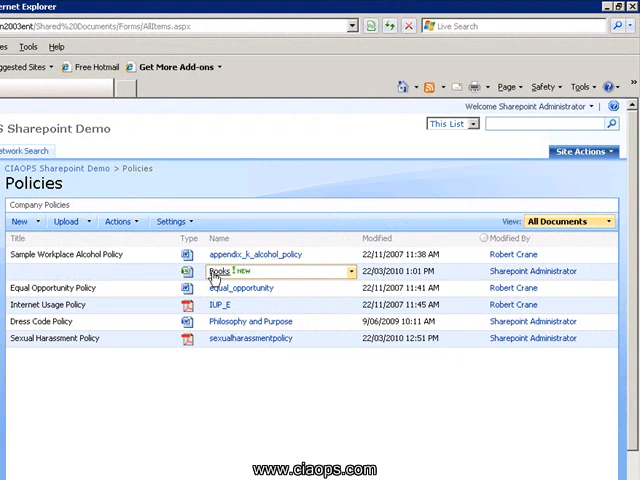 ernet Explorer
n2003ent/Shared%20Documents/Forms/AllItems.aspx
Live Search
es Tools Help
ggested Sites Free Hotmail Get More Add-ons
Page Safety Tools
Welcome Sharepoint Administrator
S Sharepoint Demo
This List
etwork Search
Site Actions
CIAOPS Sharepoint Demo > Policies
Policies
Company Policies
New Upload Actions Settings View: All Documents
Title Type Name Modified Modified By
Sample Workplace Alcohol Policy appendix_k_alcohol_policy 22/11/2007 11:38 AM Robert Crane
Books ! NEW 22/03/2010 1:01 PM Sharepoint Administrator
Equal Opportunity Policy equal_opportunity 22/11/2007 11:41 AM Robert Crane
Internet Usage Policy IUP_E 22/11/2007 11:45 AM Robert Crane
Dress Code Policy Philosophy and Purpose 9/06/2009 10:11 AM Sharepoint Administrator
Sexual Harassment Policy sexualharassmentpolicy 22/03/2010 12:51 PM Sharepoint Administrator
www.ciaops.com